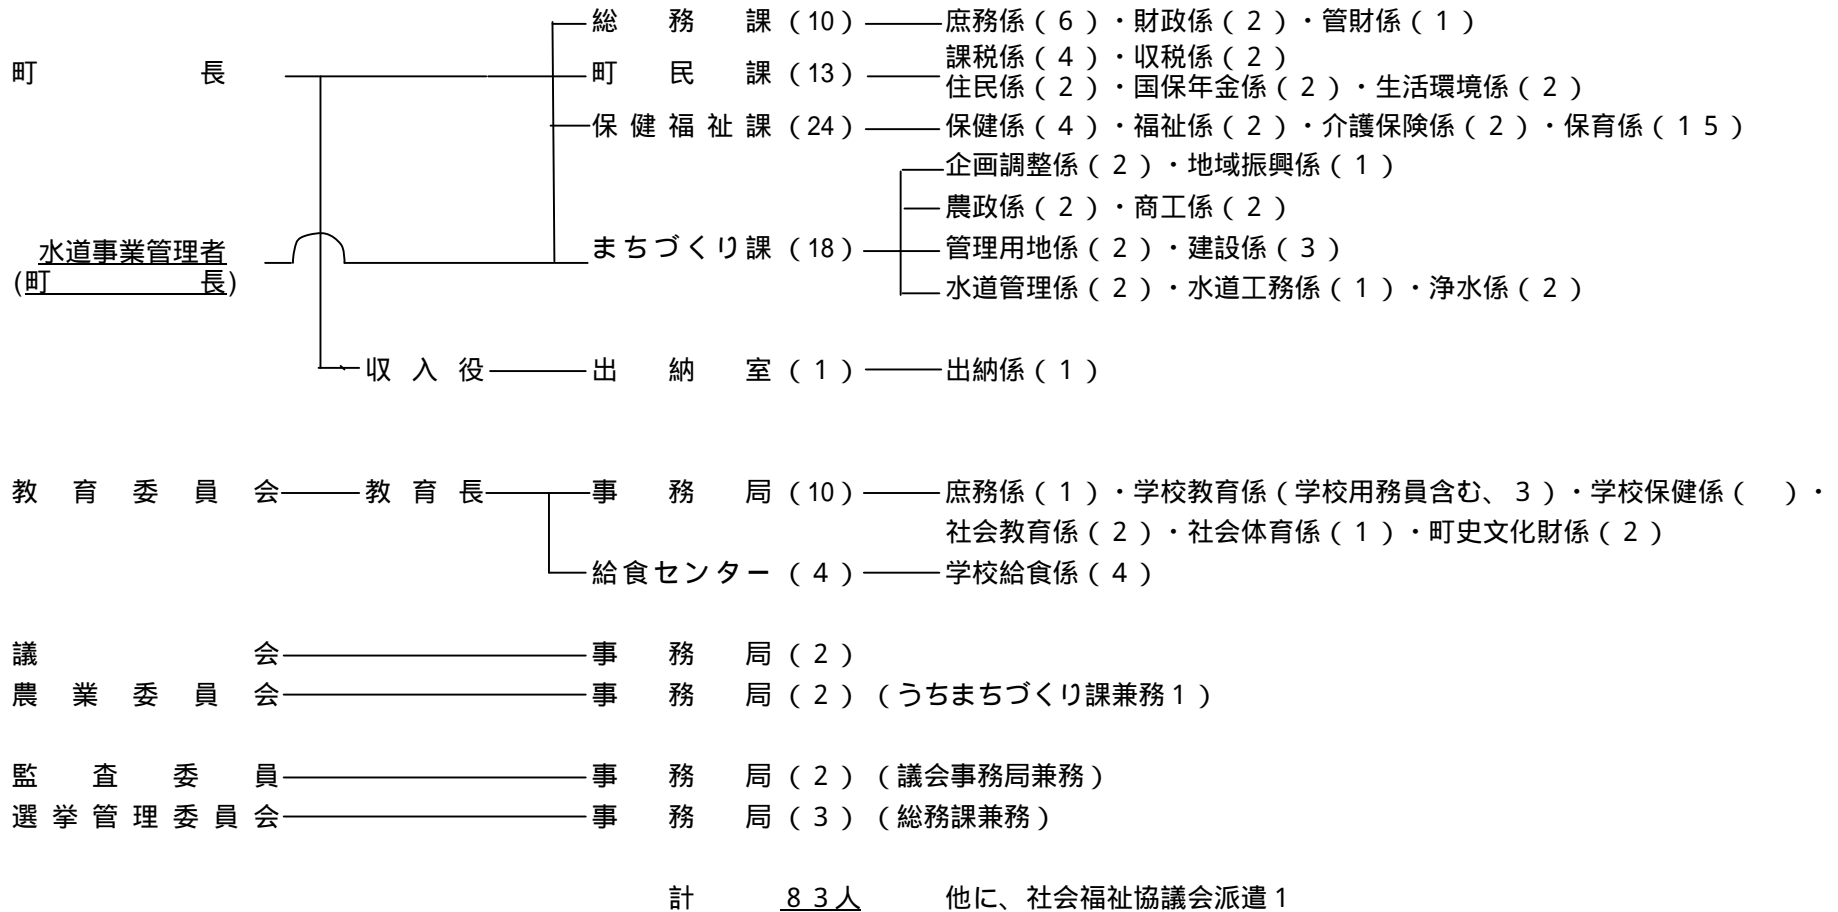 総務課(10) 庶務係(6)・財政係(2)・管財係(1)
課税係(4)・収税係(2)
町長 町民課(13)
住民係(2)・国保年金係(2)・生活環境係(2)
保健福祉課(24) 保健係(4)・福祉係(2)・介護保険係(2)・保育係(15)
企画調整係(2)・地域振興係(1)
農政係(2)・商工係(2)
水道事業管理者 まちづくり課(18) 管理用地係(2)・建設係(3)
(町長) 水道管理係(2)・水道工務係(1)・浄水係(2)
収入役 出納室(1) 出納係(1)
教育委員会 教育長 事務局(10) 庶務係(1)・学校教育係(学校用務員含む、3)・学校保健係( )・
社会教育係(2)・社会体育係(1)・町史文化財係(2)
給食センター(4) 学校給食係(4)
議会 事務局(2)
農業委員会 事務局(2)(うちまちづくり課兼務1)
監査委員 事務局(2)(議会事務局兼務)
選挙管理委員会 事務局(3)(総務課兼務)
計 83人 他に、社会福祉協議会派遣1